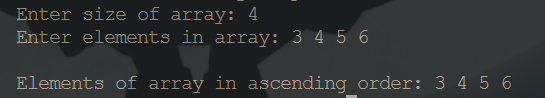 Enter size of array: 4
Enter elements in array: 3 4 5 6
Elements of array in ascending order: 3 4 5 6